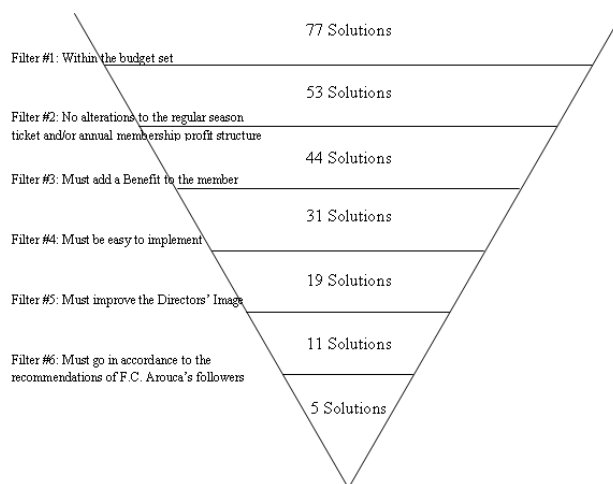 77 Solutions
Filter #1: Within the budget set
53 Solutions
Filter #2: No alterations to the regular season
ticket and/or annual membership profit structure
44 Solutions
Filter #3: Must add a Benefit to the member
31 Solutions
Filter #4: Must be easy to implement
19 Solutions
Filter #5: Must improve the Directors' Image
11 Solutions
Filter #6: Must go in accordance to the
recommendations of F.C. Arouca's followers
5 Solutions